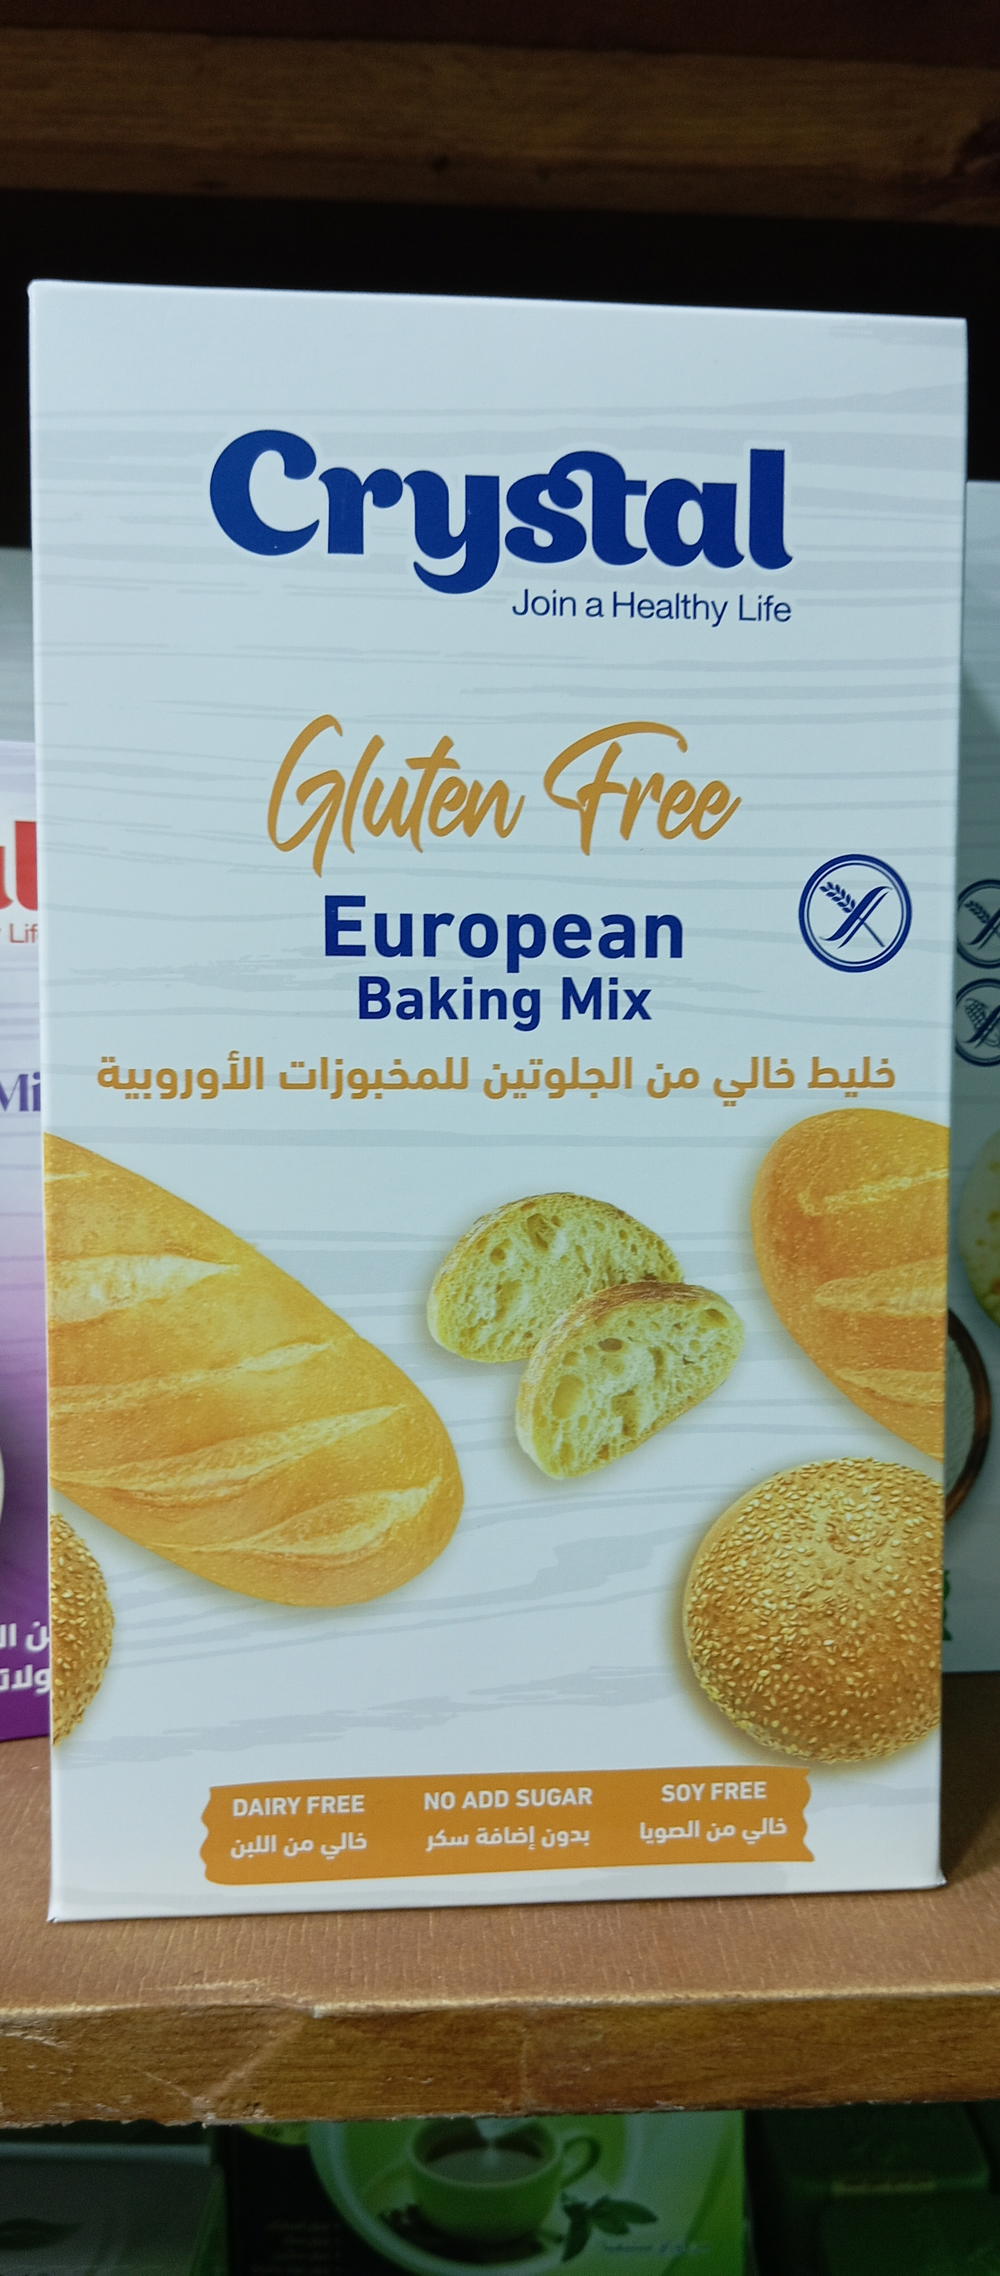 Crystal
Join a Healthy Life
Gluten Free
European
Baking Mix
خليط خالي من الجلوتين للمخبوزات الأوروبية
DAIRY FREE
خالي من اللبن
NO ADD SUGAR
بدون إضافة سكر
SOY FREE
خالي من الصويا